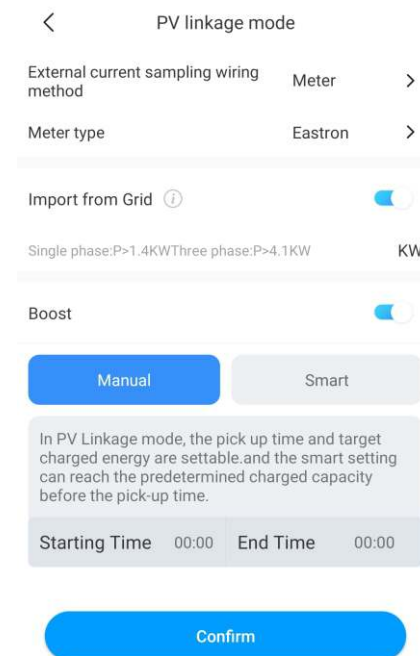 PV linkage mode
External current sampling wiring
method
Meter
Meter type
Eastron
Import from Grid
Single phase:P>1.4KWThree phase:P>4.1KW
KW
Boost
Manual
Smart
In PV Linkage mode, the pick up time and target
charged energy are settable.and the smart setting
can reach the predetermined charged capacity
before the pick-up time.
Starting Time 00:00 End Time 00:00
Confirm